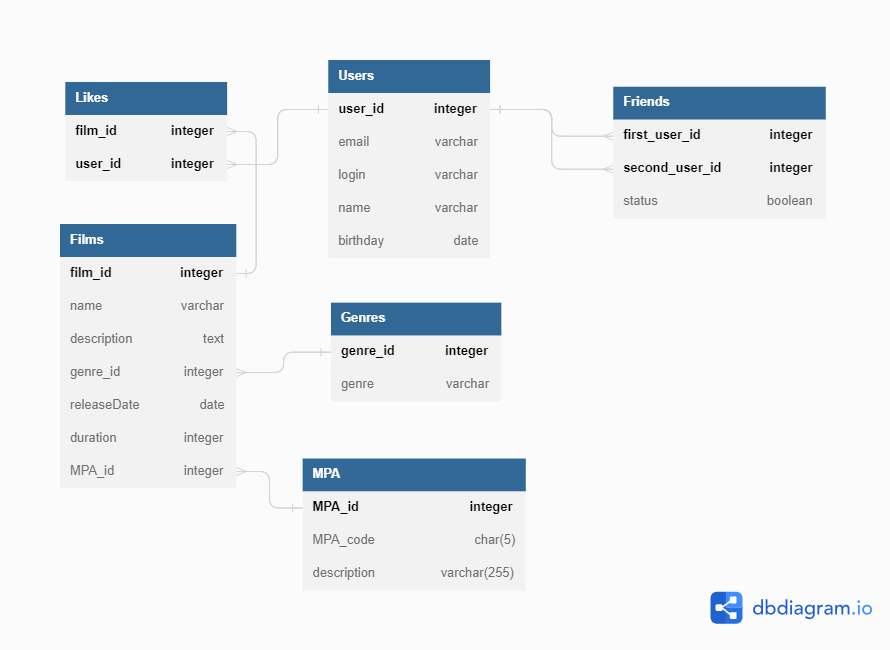 Likes
film_id integer
user_id integer
Users
user_id integer
email varchar
login varchar
name varchar
birthday date
Friends
first_user_id integer
second_user_id integer
status boolean
Films
film_id integer
name varchar
description text
genre_id integer
releaseDate date
duration integer
MPA_id integer
Genres
genre_id integer
genre varchar
MPA
MPA_id integer
MPA_code char(5)
description varchar(255)
dbdiagram.io